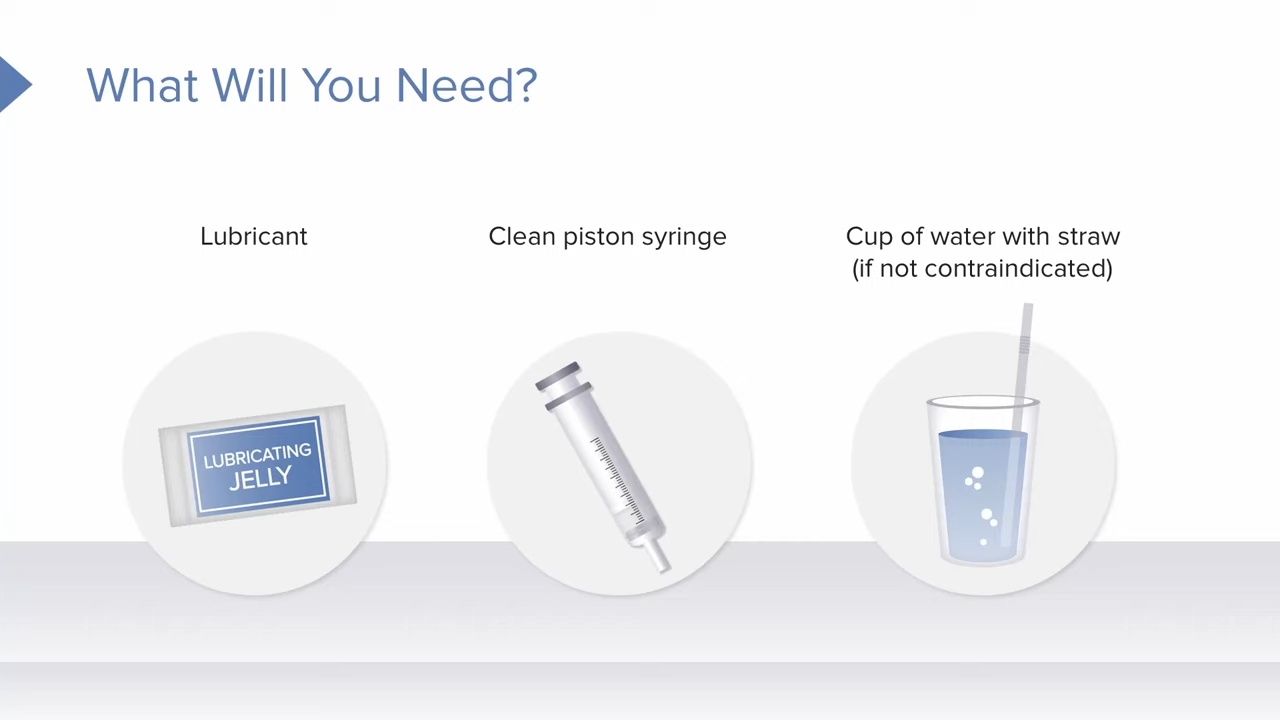 What Will You Need?
Lubricant
Clean piston syringe
Cup of water with straw
(if not contraindicated)
LUBRICATING
JELLY